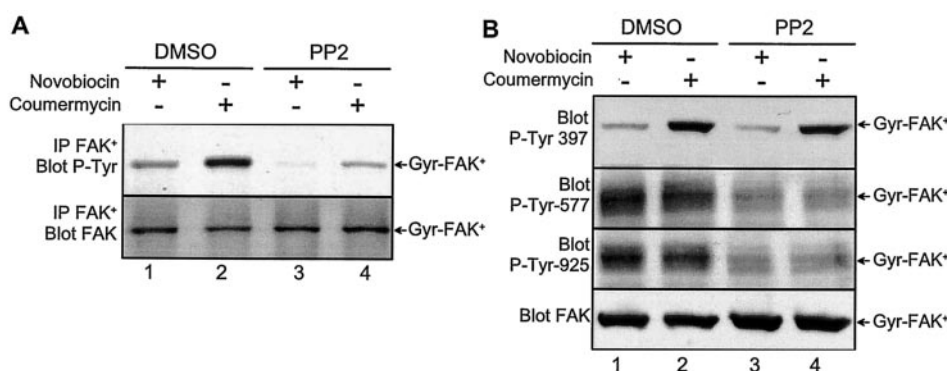 A
DMSO PP2
Novobiocin + - + -
Coumermycin - + - +
IP FAK+
Blot P-Tyr
Gyr-FAK+
IP FAK+
Blot FAK
Gyr-FAK+
1 2 3 4
B
DMSO PP2
Novobiocin + - + -
Coumermycin - + - +
Blot
P-Tyr 397
Gyr-FAK+
Blot
P-Tyr-577
Gyr-FAK+
Blot
P-Tyr-925
Gyr-FAK+
Blot FAK
Gyr-FAK+
1 2 3 4